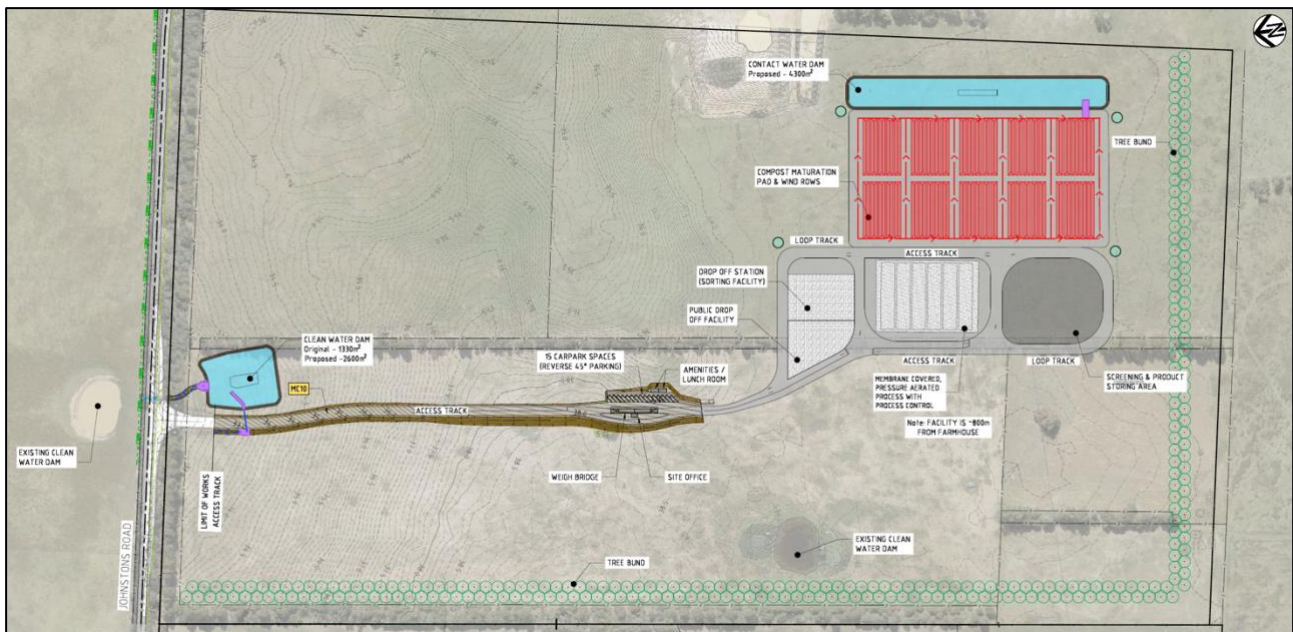 CONTACT WATER DAM
Proposed - 4300m²
TREE BUND
COMPOST MATURATION
PAD & WIND ROWS
LOOP TRACK
ACCESS TRACK
DROP OFF STATION
(SORTING FACILITY)
PUBLIC DROP
OFF FACILITY
CLEAN WATER DAM
Original - 1330m²
Proposed -2600m²
15 CARPARK SPACES
(REVERSE 45° PARKING)
AMENITIES /
LUNCH ROOM
ACCESS TRACK
LOOP TRACK
MEMBRANE COVERED,
PRESSURE AERATED
PROCESS WITH
PROCESS CONTROL
SCREENING & PRODUCT
STORING AREA
Note: FACILITY IS ~800m
FROM FARMHOUSE
MC10
ACCESS TRACK
EXISTING CLEAN
WATER DAM
WEIGH BRIDGE
SITE OFFICE
LIMIT OF WORKS
ACCESS TRACK
EXISTING CLEAN
WATER DAM
TREE BUND
JOHNSTONS ROAD